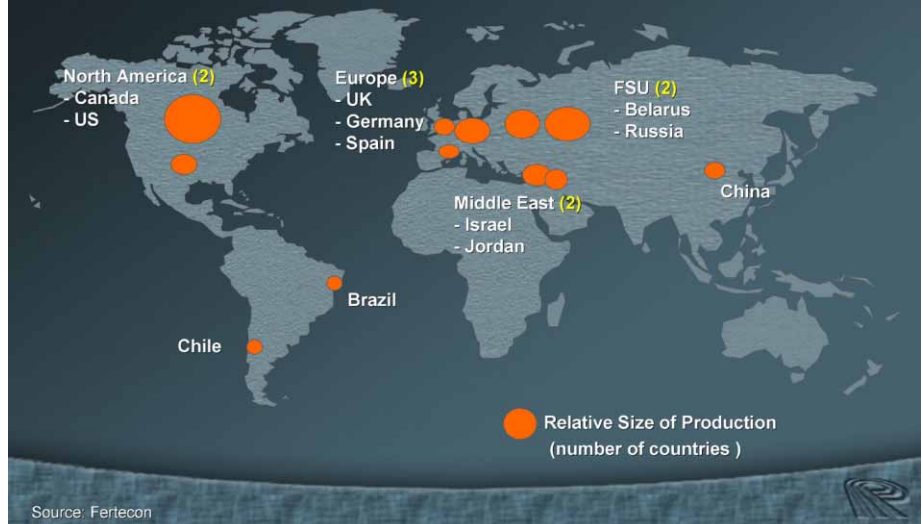 North America (2)
- Canada
- US
Europe (3)
- UK
- Germany
- Spain
FSU (2)
- Belarus
- Russia
China
Middle East (2)
- Israel
- Jordan
Brazil
Chile
Relative Size of Production
(number of countries )
Source: Fertecon